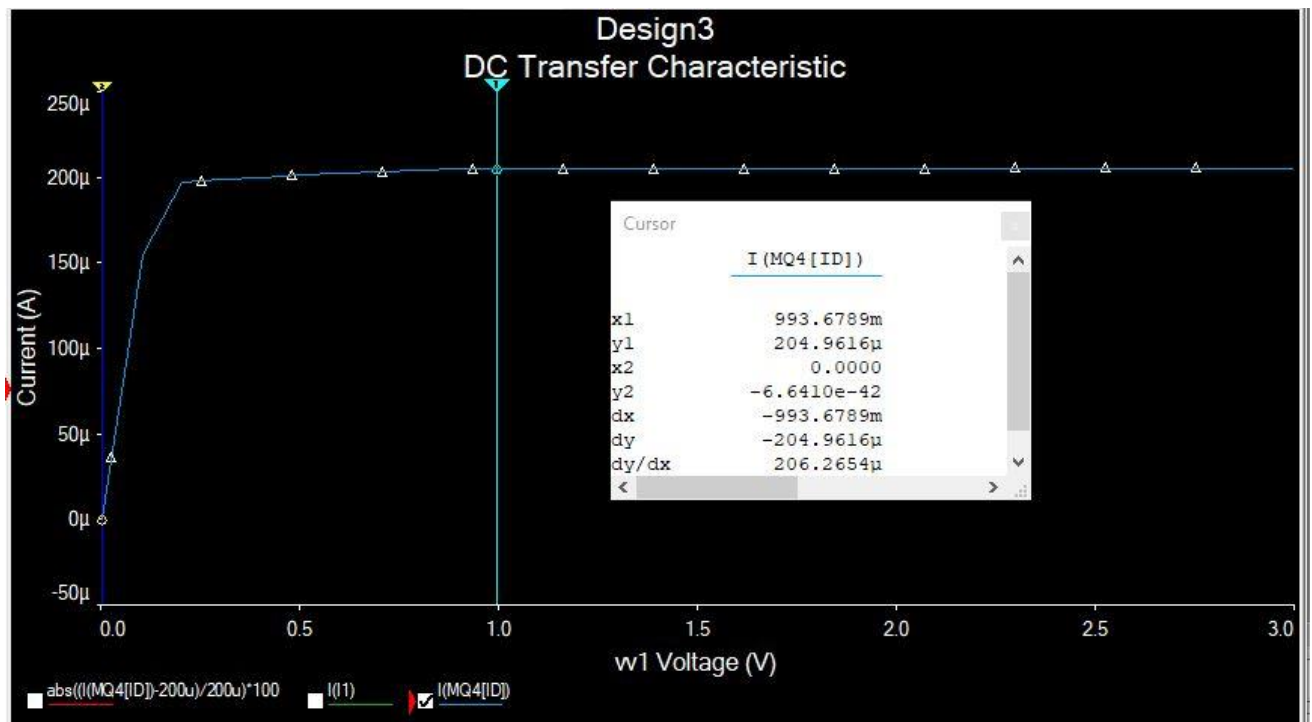 Design3
DC Transfer Characteristic
250µ
200µ
150µ
100µ
50µ
0µ
-50µ
Current (A)
2
1
Cursor
I(MQ4[ID])
x1 993.6789m
y1 204.9616µ
x2 0.0000
y2 -6.6410e-42
dx -993.6789m
dy -204.9616µ
dy/dx 206.2654µ
0.0 0.5 1.0 1.5 2.0 2.5 3.0
vv1 Voltage (V)
abs((I(MQ4[ID])-200u)/200u)*100 I(I1) I(MQ4[ID])